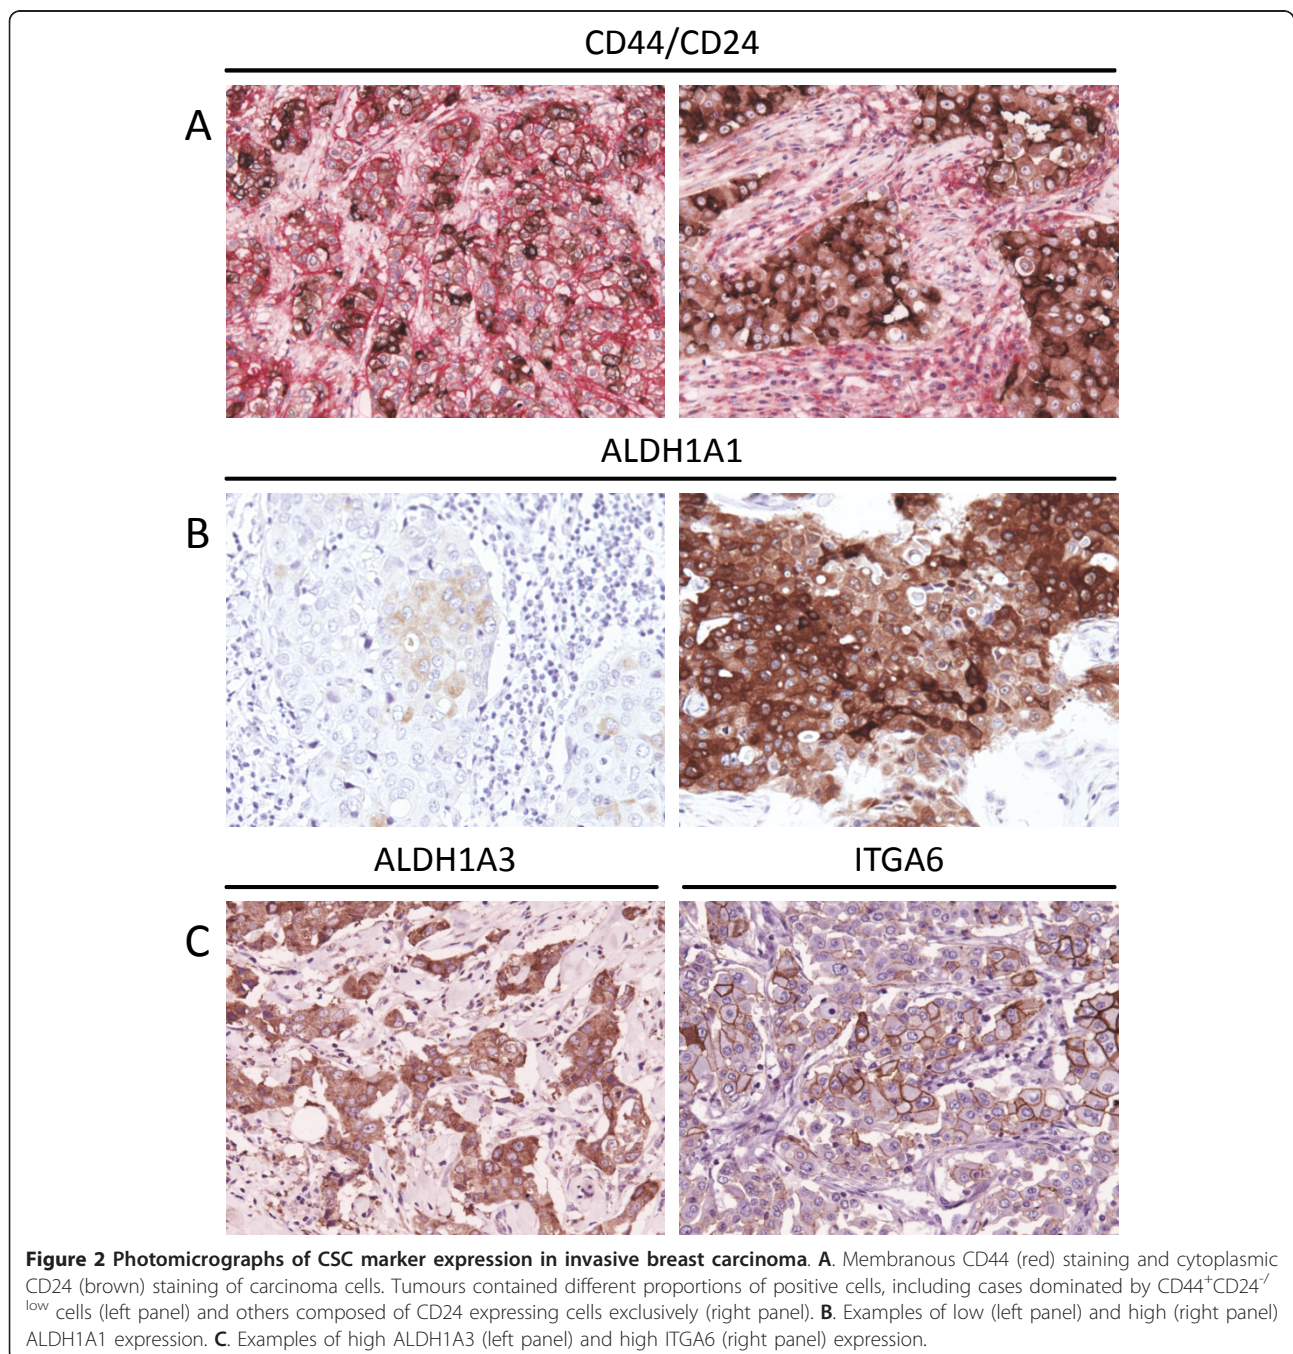 CD44/CD24
A
ALDH1A1
B
ALDH1A3 ITGA6
C
Figure 2 Photomicrographs of CSC marker expression in invasive breast carcinoma. A. Membranous CD44 (red) staining and cytoplasmic
CD24 (brown) staining of carcinoma cells. Tumours contained different proportions of positive cells, including cases dominated by CD44⁺CD24⁻/
low cells (left panel) and others composed of CD24 expressing cells exclusively (right panel). B. Examples of low (left panel) and high (right panel)
ALDH1A1 expression. C. Examples of high ALDH1A3 (left panel) and high ITGA6 (right panel) expression.